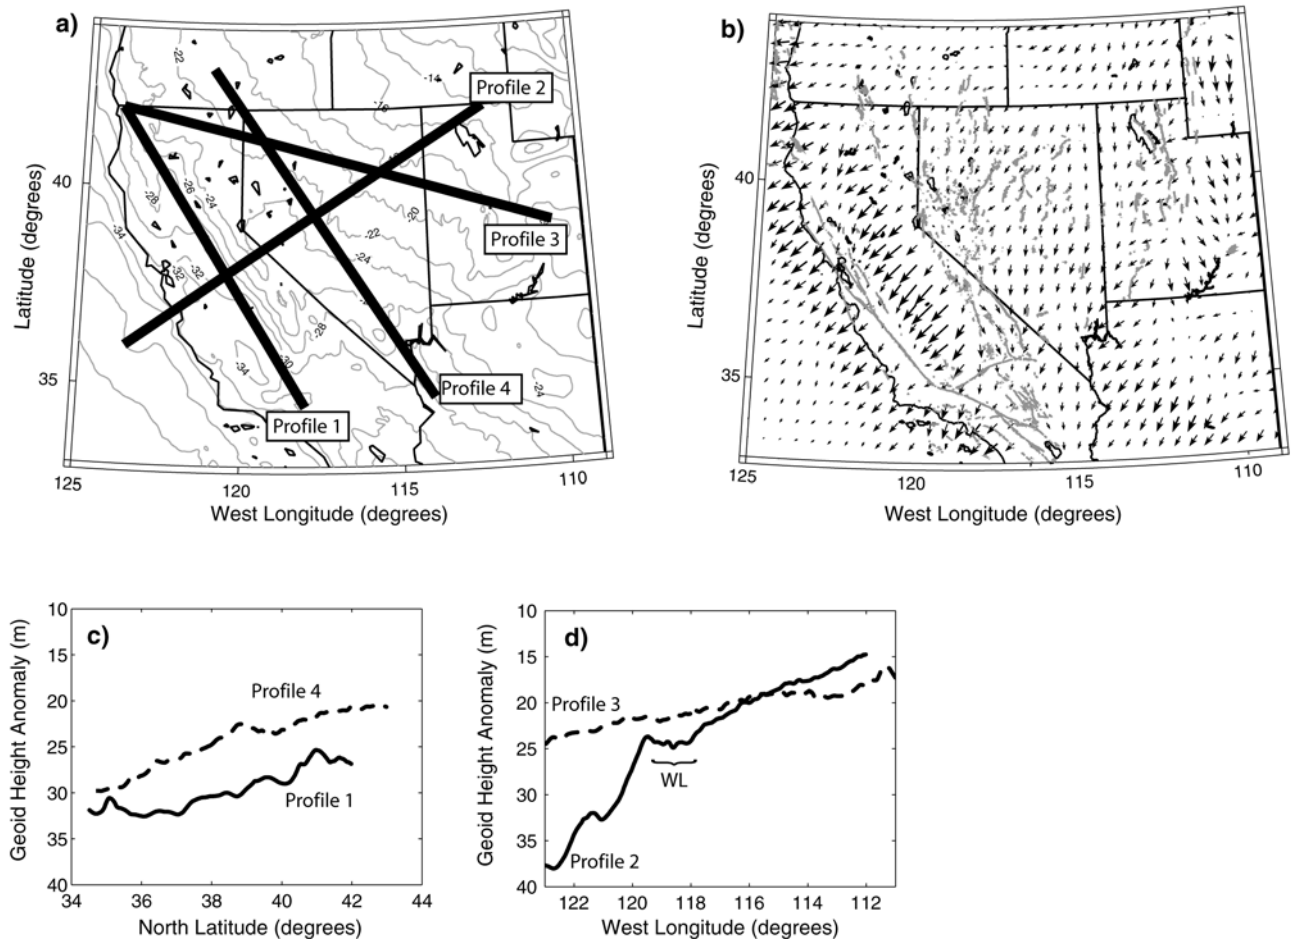 a)
-22
-14
-16
Profile 2
-26
-24
-28
-34
-20
-22
-24
-32
-32
Profile 3
-28
-30
-34
-24
Profile 4
Profile 1
40
35
Latitude (degrees)
125
120
115
110
West Longitude (degrees)
b)
40
35
Latitude (degrees)
125
120
115
110
West Longitude (degrees)
c)
10
15
20
25
30
35
40
Geoid Height Anomaly (m)
Profile 4
Profile 1
34
36
38
40
42
44
North Latitude (degrees)
d)
10
15
20
25
30
35
40
Geoid Height Anomaly (m)
Profile 3
WL
Profile 2
122
120
118
116
114
112
West Longitude (degrees)